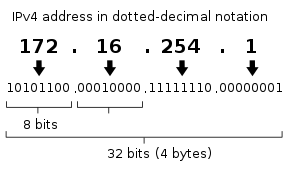 IPv4 address in dotted-decimal notation
172 . 16 . 254 . 1
10101100 .00010000 .11111110 .00000001
8 bits
32 bits (4 bytes)